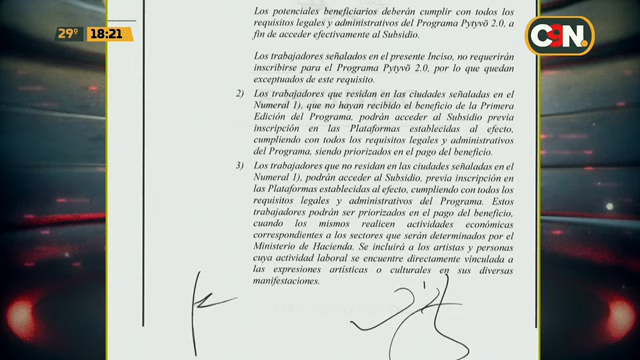 29º 18:21
C9N.
Los potenciales beneficiarios deberán cumplir con todos los
requisitos legales y administrativos del Programa Pytyvõ 2.0, a
fin de acceder efectivamente al Subsidio.
Los trabajadores señalados en el presente Inciso, no requerirán
inscribirse para el Programa Pytyvõ 2.0, por lo que quedan
exceptuados de este requisito.
2) Los trabajadores que residan en las ciudades señaladas en el
Numeral 1), que no hayan recibido el beneficio de la Primera
Edición del Programa, podrán acceder al Subsidio previa
inscripción en las Plataformas establecidas al efecto,
cumpliendo con todos los requisitos legales y administrativos
del Programa, siendo priorizados en el pago del beneficio.
3) Los trabajadores que no residan en las ciudades señaladas en el
Numeral 1), podrán acceder al Subsidio, previa inscripción en
las Plataformas establecidas al efecto, cumpliendo con todos los
requisitos legales y administrativos del Programa. Estos
trabajadores podrán ser priorizados en el pago del beneficio,
cuando los mismos realicen actividades económicas
correspondientes a los sectores que serán determinados por el
Ministerio de Hacienda. Se incluirá a los artistas y personas
cuya actividad laboral se encuentre directamente vinculada a
las expresiones artísticas o culturales en sus diversas
manifestaciones.